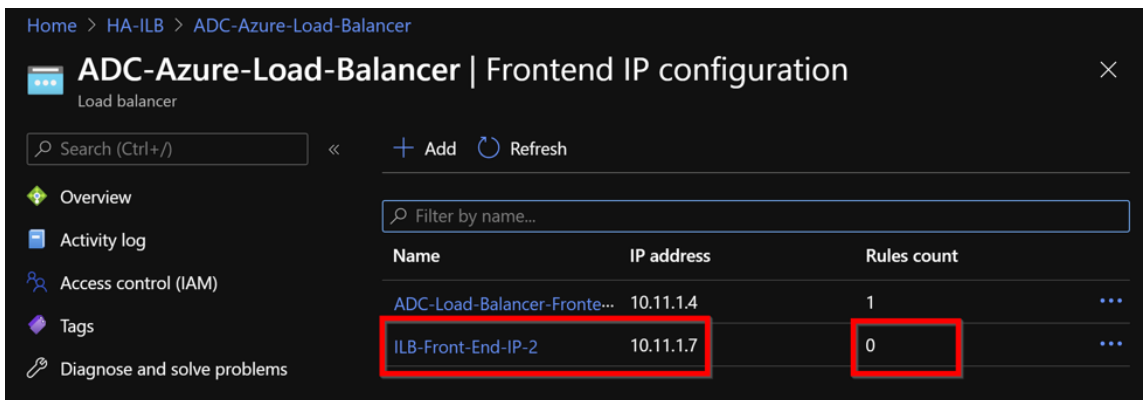 Home > HA-ILB > ADC-Azure-Load-Balancer
ADC-Azure-Load-Balancer | Frontend IP configuration
Load balancer
Search (Ctrl+/) «
+ Add Refresh
Overview
Activity log
Access control (IAM)
Tags
Diagnose and solve problems
Filter by name...
Name IP address Rules count
ADC-Load-Balancer-Fronte... 10.11.1.4 1 ...
ILB-Front-End-IP-2 10.11.1.7 0 ...